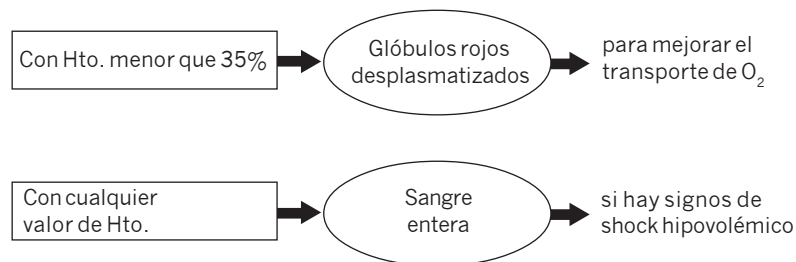 Con Hto. menor que 35%
Glóbulos rojos
desplasmatizados
para mejorar el
transporte de O₂
Con cualquier
valor de Hto.
Sangre
entera
si hay signos de
shock hipovolémico